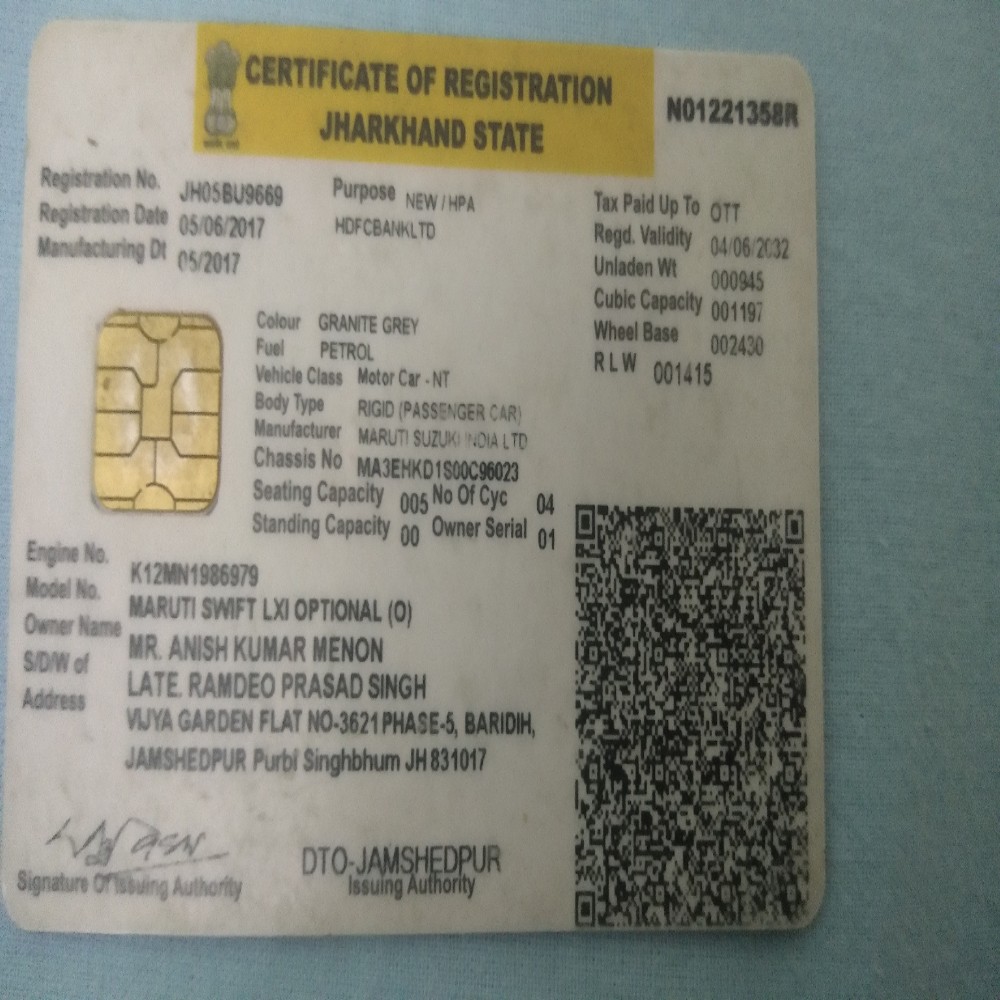 CERTIFICATE OF REGISTRATION
JHARKHAND STATE
N01221358R
Registration No. JH05BU9669
Registration Date 05/06/2017
Manufacturing Dt 05/2017
Purpose NEW / HPA
HDFCBANKLTD
Tax Paid Up To OTT
Regd. Validity 04/06/2032
Unladen Wt 000945
Cubic Capacity 001197
Wheel Base 002430
R L W 001415
Colour GRANITE GREY
Fuel PETROL
Vehicle Class Motor Car - NT
Body Type RIGID (PASSENGER CAR)
Manufacturer MARUTI SUZUKI INDIA LTD
Chassis No MA3EHKD1S00C96023
Seating Capacity 005 No Of Cyc 04
Standing Capacity 00 Owner Serial 01
Engine No. K12MN1986979
Model No. MARUTI SWIFT LXI OPTIONAL (O)
Owner Name MR. ANISH KUMAR MENON
S/D/W of LATE. RAMDEO PRASAD SINGH
Address VIJYA GARDEN FLAT NO-3621 PHASE-5, BARIDIH,
JAMSHEDPUR Purbi Singhbhum JH 831017
Signature Of Issuing Authority
DTO-JAMSHEDPUR
Issuing Authority